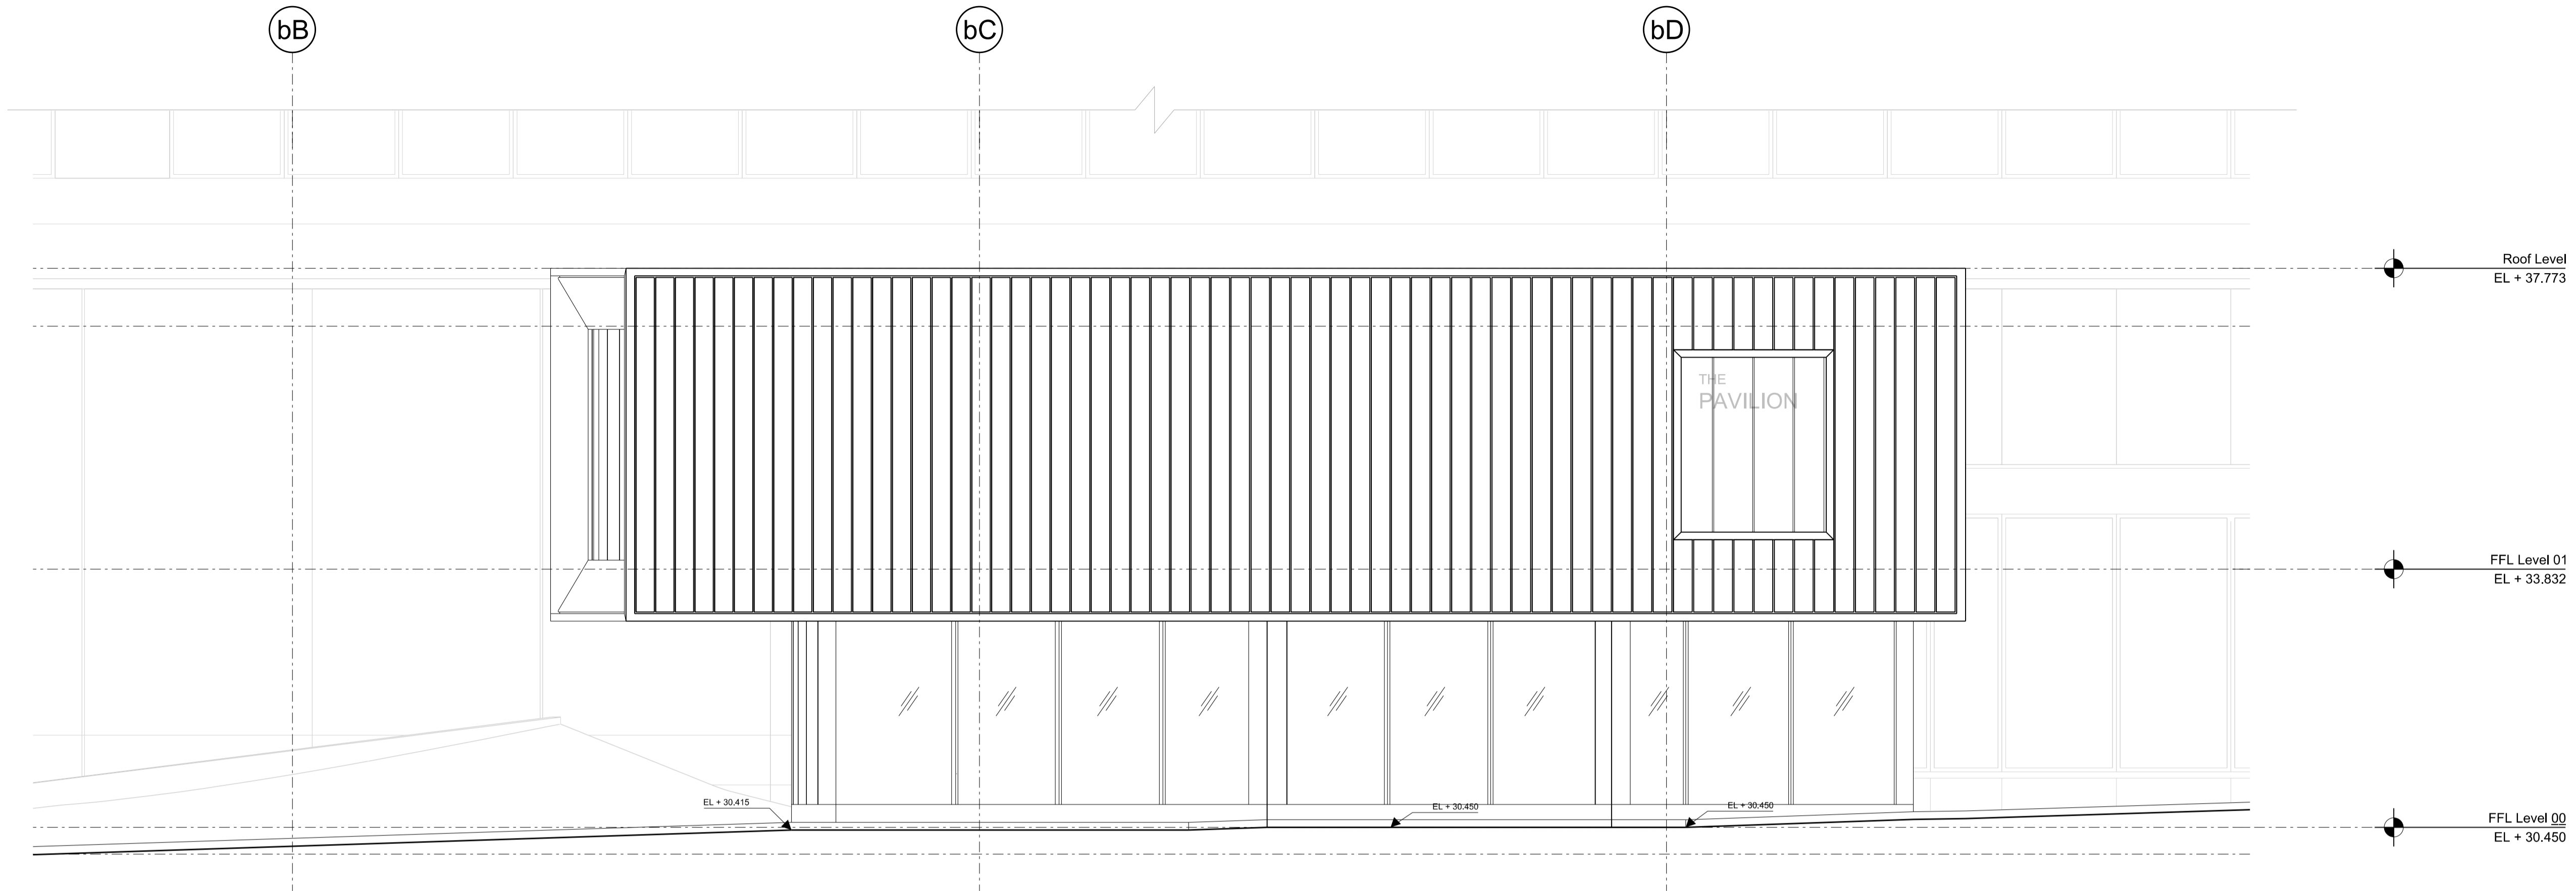 bB
bC
bD
Roof Level
EL + 37.773
THE
PAVILION
FFL Level 01
EL + 33.832
EL + 30.415
EL + 30.450
EL + 30.450
FFL Level 00
EL + 30.450